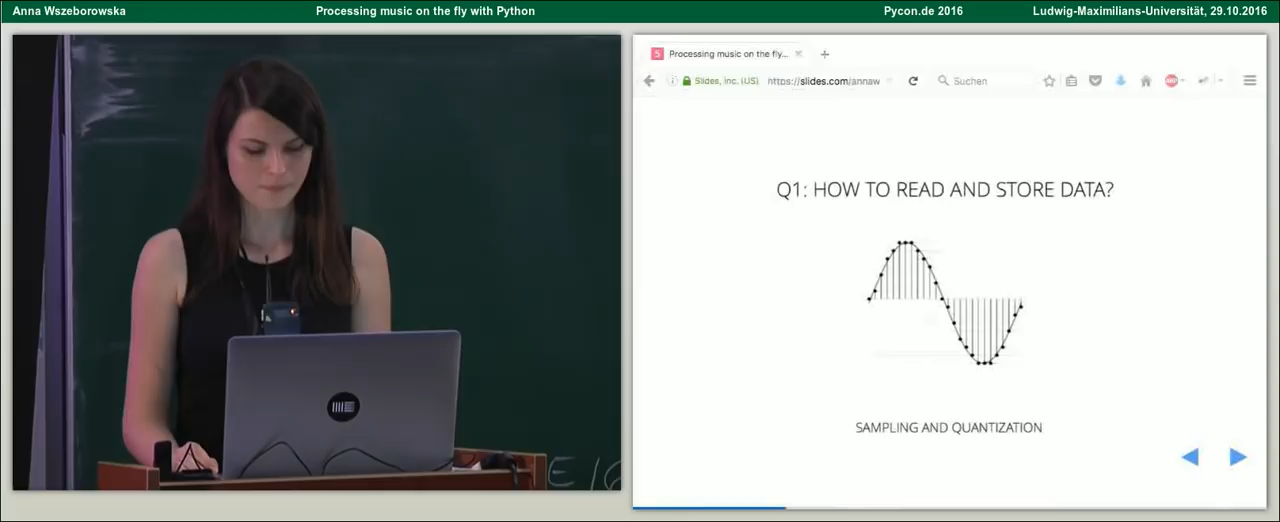 Anna Wszeborowska
Processing music on the fly with Python
Pycon.de 2016
Ludwig-Maximilians-Universität, 29.10.2016
5 Processing music on the fly...
Slides, Inc. (US) https://slides.com/annaw
Suchen
ABP
Q1: HOW TO READ AND STORE DATA?
SAMPLING AND QUANTIZATION